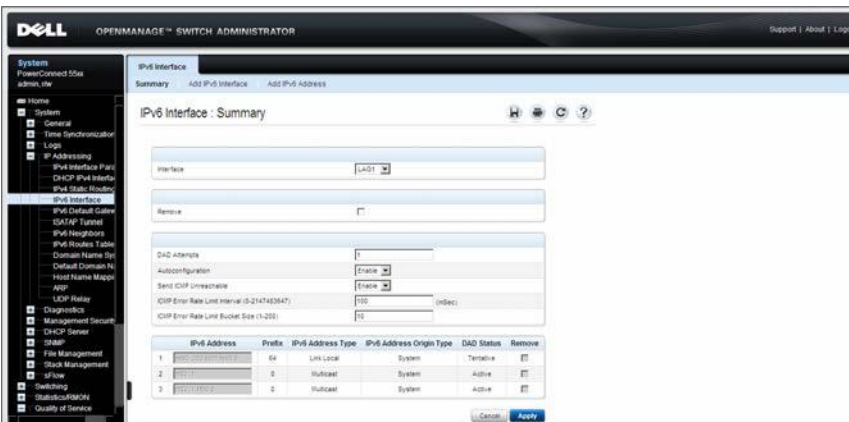 DELL OPENMANAGE™ SWITCH ADMINISTRATOR
Support | About |
System
PowerConnect 55xx
admin, r/w
Home
System
General
Time Synchronization
Logs
IP Addressing
IPv4 Interface Para
DHCP IPv4 Interfa
IPv4 Static Routing
IPv6 Interface
IPv6 Default Gatew
ISATAP Tunnel
IPv6 Neighbors
IPv6 Routes Table
Domain Name Sys
Default Domain Na
Host Name Mappi
ARP
UDP Relay
Diagnostics
Management Securit
DHCP Server
SNMP
File Management
Stack Management
sFlow
Switching
Statistics/RMON
Quality of Service
IPv6 Interface
Summary Add IPv6 Interface Add IPv6 Address
IPv6 Interface : Summary
Interface LAG1
Remove
DAD Attempts 1
Autoconfiguration Enable
Send ICMP Unreachable Enable
ICMP Error Rate Limit Interval (0-2147483647) 100 (mSec)
ICMP Error Rate Limit Bucket Size (1-200) 10
IPv6 Address Prefix IPv6 Address Type IPv6 Address Origin Type DAD Status Remove
1 64 Link Local System Tentative
2 0 Multicast System Active
3 0 Multicast System Active
Cancel Apply